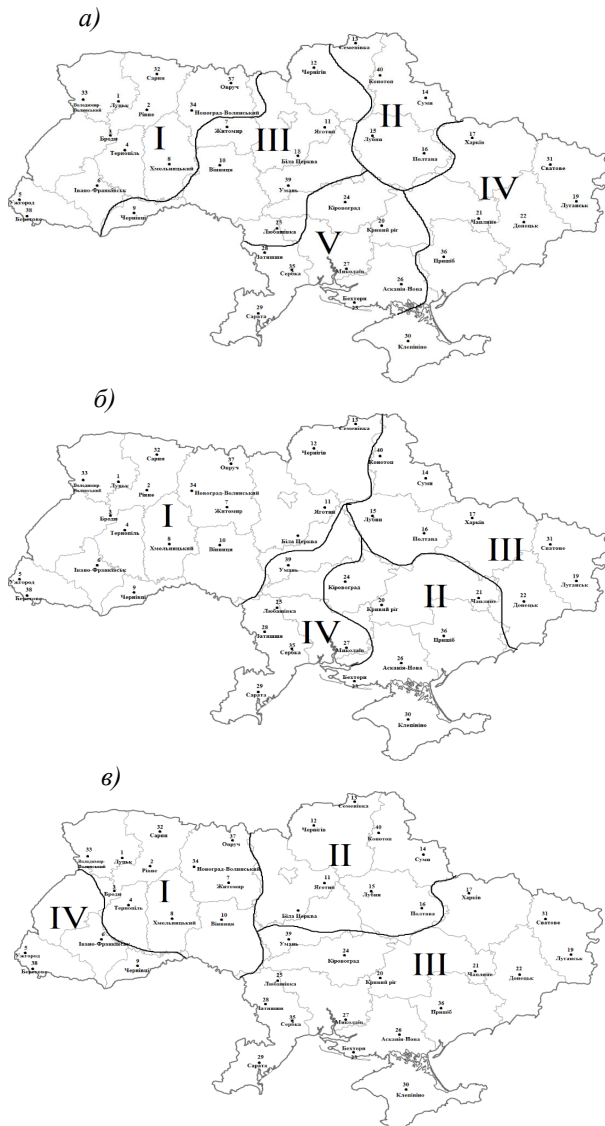 а)
13
Семенівка
32
Сарни
37
Овруч
12
Чернігів
40
Конотоп
33
Володимир-
Волинський
1
Луцьк
2
Рівне
34
Новоград-Волинський
14
Суми
7
Житомир
III
11
Яготин
II
15
Лубни
17
Харків
3
Броди
4
Тернопіль
I
8
Хмельницький
10
Вінниця
18
Біла Церква
16
Полтава
31
Сватове
5
Ужгород
38
Берегово
6
Івано-Франківськ
9
Чернівці
39
Умань
24
Кіровоград
IV
19
Луганськ
25
Любашівка
V
20
Кривий ріг
21
Чаплино
22
Донецьк
28
Затишшя
35
Сербка
27
Миколаїв
36
Пришиб
26
Асканія-Нова
Бехтери
29
Сарата
30
Клепініно
б)
13
Семенівка
32
Сарни
37
Овруч
12
Чернігів
40
Конотоп
33
Володимир-
Волинський
1
Луцьк
2
Рівне
34
Новоград-Волинський
14
Суми
7
Житомир
11
Яготин
15
Лубни
17
Харків
3
Броди
4
Тернопіль
I
8
Хмельницький
10
Вінниця
Біла Церква
16
Полтава
III
31
Сватове
5
Ужгород
38
Берегово
6
Івано-Франківськ
9
Чернівці
39
Умань
24
Кіровоград
19
Луганськ
25
Любашівка
IV
20
Кривий ріг
II
21
Чаплино
22
Донецьк
28
Затишшя
35
Сербка
27
Миколаїв
36
Пришиб
26
Асканія-Нова
Бехтери
29
Сарата
30
Клепініно
в)
13
Семенівка
32
Сарни
37
Овруч
12
Чернігів
40
Конотоп
II
33
Володимир-
Волинський
1
Луцьк
2
Рівне
34
Новоград-Волинський
14
Суми
7
Житомир
11
Яготин
15
Лубни
17
Харків
3
Броди
4
Тернопіль
I
8
Хмельницький
10
Вінниця
Біла Церква
16
Полтава
31
Сватове
IV
5
Ужгород
38
Берегово
6
Івано-Франківськ
9
Чернівці
39
Умань
24
Кіровоград
III
19
Луганськ
25
Любашівка
20
Кривий ріг
21
Чаплино
22
Донецьк
28
Затишшя
35
Сербка
27
Миколаїв
36
Пришиб
26
Асканія-Нова
Бехтери
29
Сарата
30
Клепініно